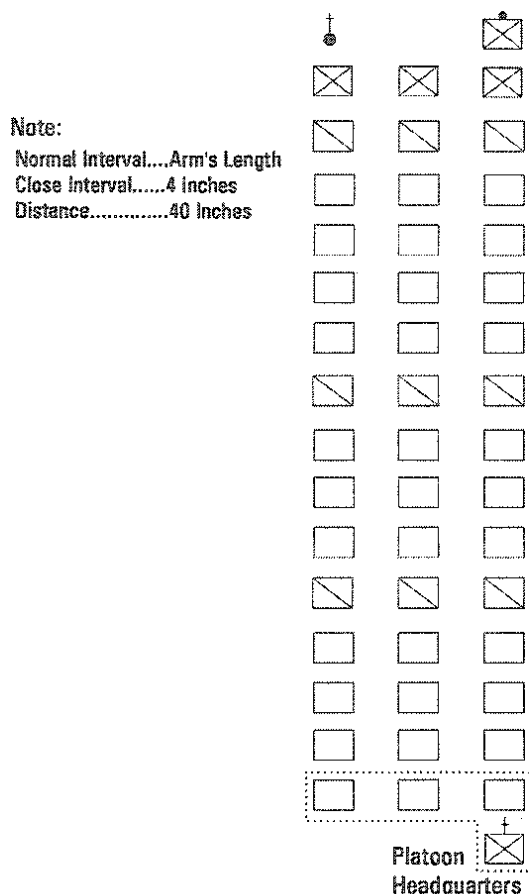 Note:
Normal Interval....Arm's Length
Close Interval......4 Inches
Distance..............40 Inches
Platoon
Headquarters